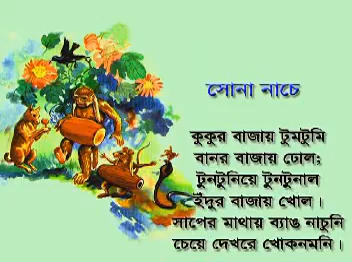 সোনা নাচে
কুকুর বাজায় টুমটুমি
বানর বাজায় ঢোল;
টুনটুনিয়ে টুনটুনাল
ইঁদুর বাজায় খোল।
সাপের মাথায় ব্যাঙ নাচুনি
চেয়ে দেখরে খোকনমনি।